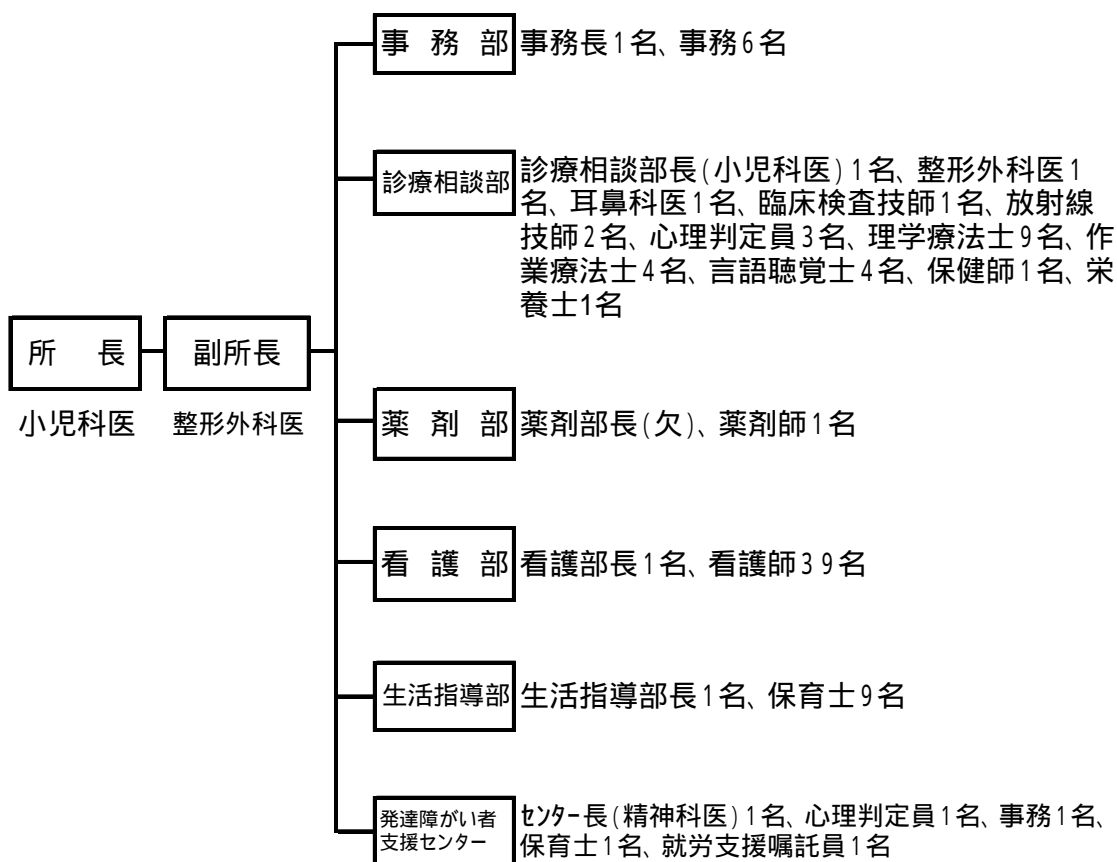 事務部 事務長1名、事務6名
診療相談部 診療相談部長(小児科医)1名、整形外科医1
名、耳鼻科医1名、臨床検査技師1名、放射線
技師2名、心理判定員3名、理学療法士9名、作
業療法士4名、言語聴覚士4名、保健師1名、栄
養士1名
所長 副所長
小児科医 整形外科医
薬剤部 薬剤部長(欠)、薬剤師1名
看護部 看護部長1名、看護師39名
生活指導部 生活指導部長1名、保育士9名
発達障がい者
支援センター
センター長(精神科医)1名、心理判定員1名、事務1名、
保育士1名、就労支援嘱託員1名